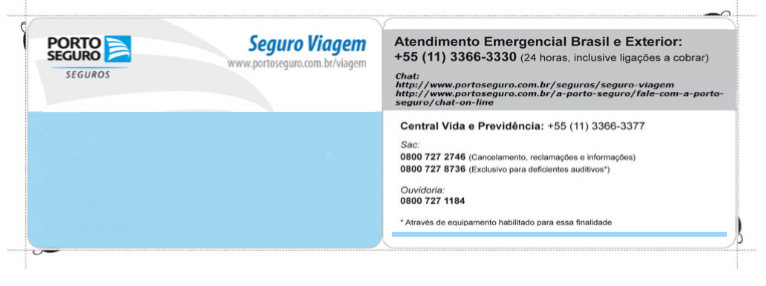 PORTO
SEGURO
SEGUROS
Seguro Viagem
www.portoseguro.com.br/viagem
Atendimento Emergencial Brasil e Exterior:
+55 (11) 3366-3330 (24 horas, inclusive ligações a cobrar)
Chat:
http://www.portoseguro.com.br/seguros/seguro-viagem
http://www.portoseguro.com.br/a-porto-seguro/fale-com-a-porto-
seguro/chat-on-line
Central Vida e Previdência: +55 (11) 3366-3377
Sac:
0800 727 2746 (Cancelamento, reclamações e informações)
0800 727 8736 (Exclusivo para deficientes auditivos*)
Ouvidoria:
0800 727 1184
* Através de equipamento habilitado para essa finalidade